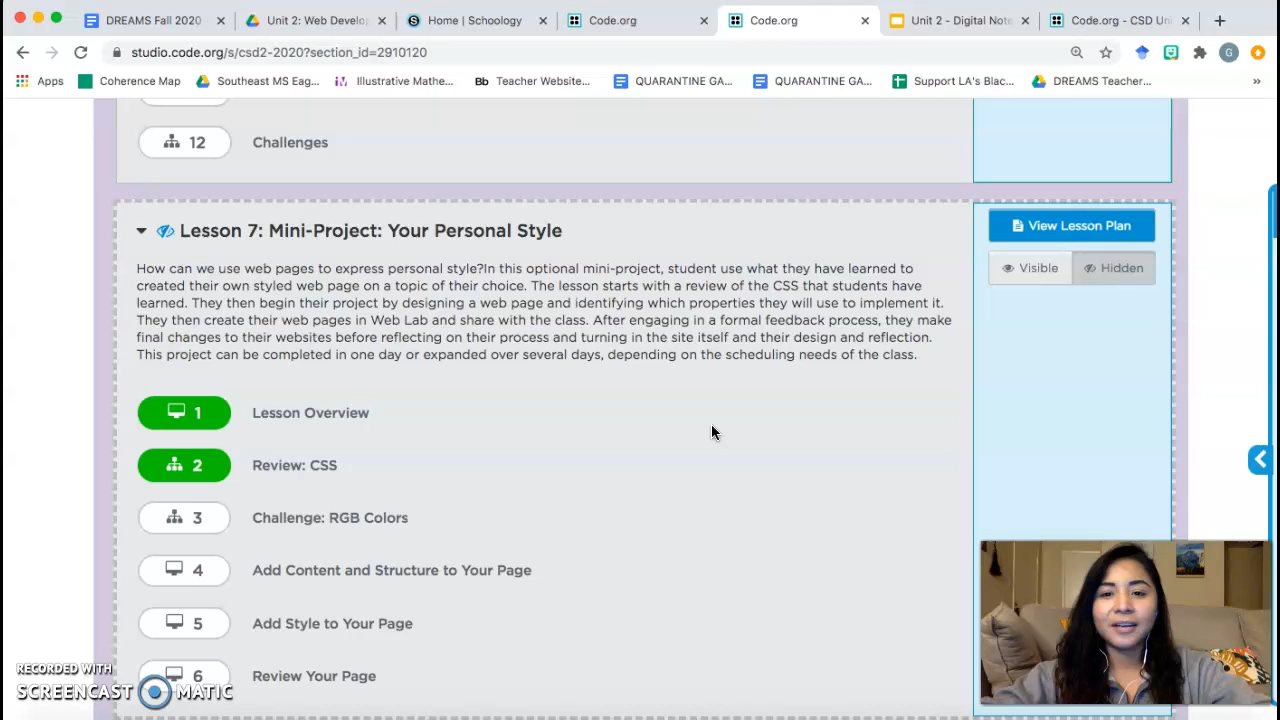 DREAMS Fall 2020
Unit 2: Web Develo
Home | Schoology
Code.org
Code.org
Unit 2 - Digital Not
Code.org - CSD Un
studio.code.org/s/csd2-2020?section_id=2910120
G
Apps
Coherence Map
Southeast MS Eag...
Illustrative Mathe...
Bb Teacher Website...
QUARANTINE GA...
QUARANTINE GA...
Support LA's Blac...
DREAMS Teacher...
»
12 Challenges
Lesson 7: Mini-Project: Your Personal Style
View Lesson Plan
Visible
Hidden
How can we use web pages to express personal style?In this optional mini-project, student use what they have learned to
created their own styled web page on a topic of their choice. The lesson starts with a review of the CSS that students have
learned. They then begin their project by designing a web page and identifying which properties they will use to implement it.
They then create their web pages in Web Lab and share with the class. After engaging in a formal feedback process, they make
final changes to their websites before reflecting on their process and turning in the site itself and their design and reflection.
This project can be completed in one day or expanded over several days, depending on the scheduling needs of the class.
1 Lesson Overview
2 Review: CSS
3 Challenge: RGB Colors
4 Add Content and Structure to Your Page
5 Add Style to Your Page
6 Review Your Page
RECORDED WITH
SCREENCAST MATIC